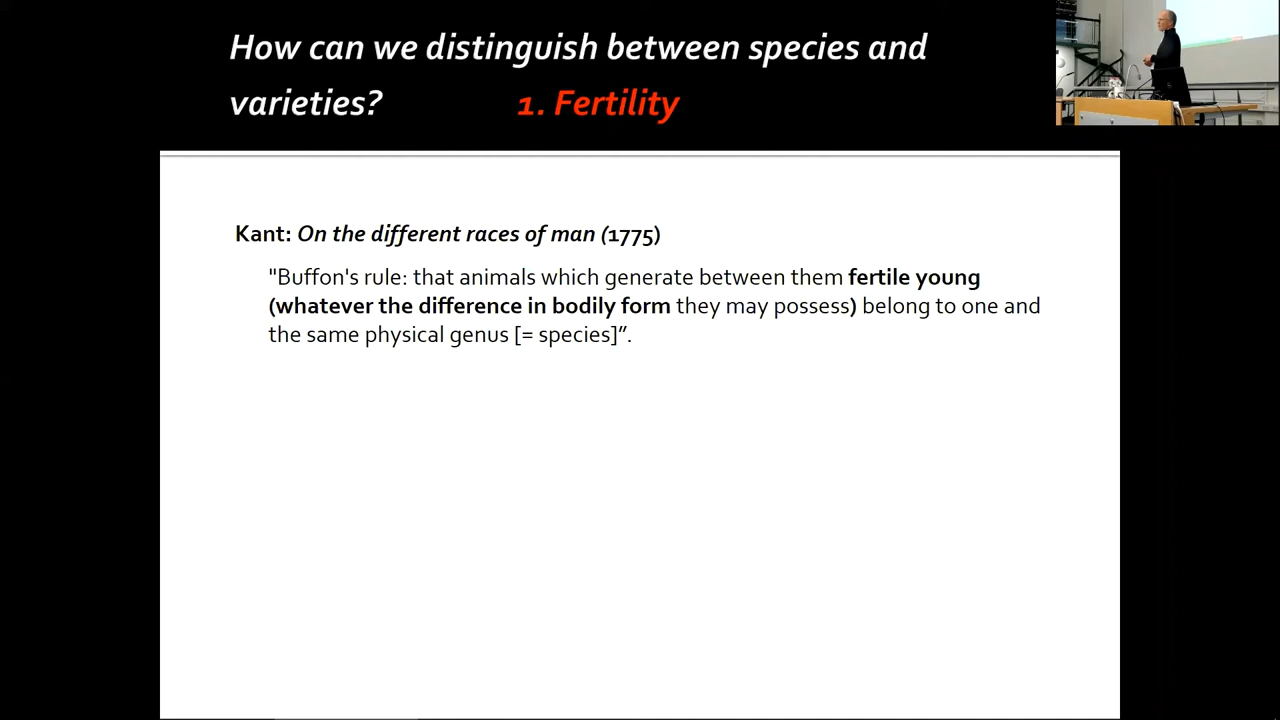 How can we distinguish between species and
varieties? 1. Fertility
Kant: On the different races of man (1775)
"Buffon's rule: that animals which generate between them fertile young
(whatever the difference in bodily form they may possess) belong to one and
the same physical genus [= species]”.